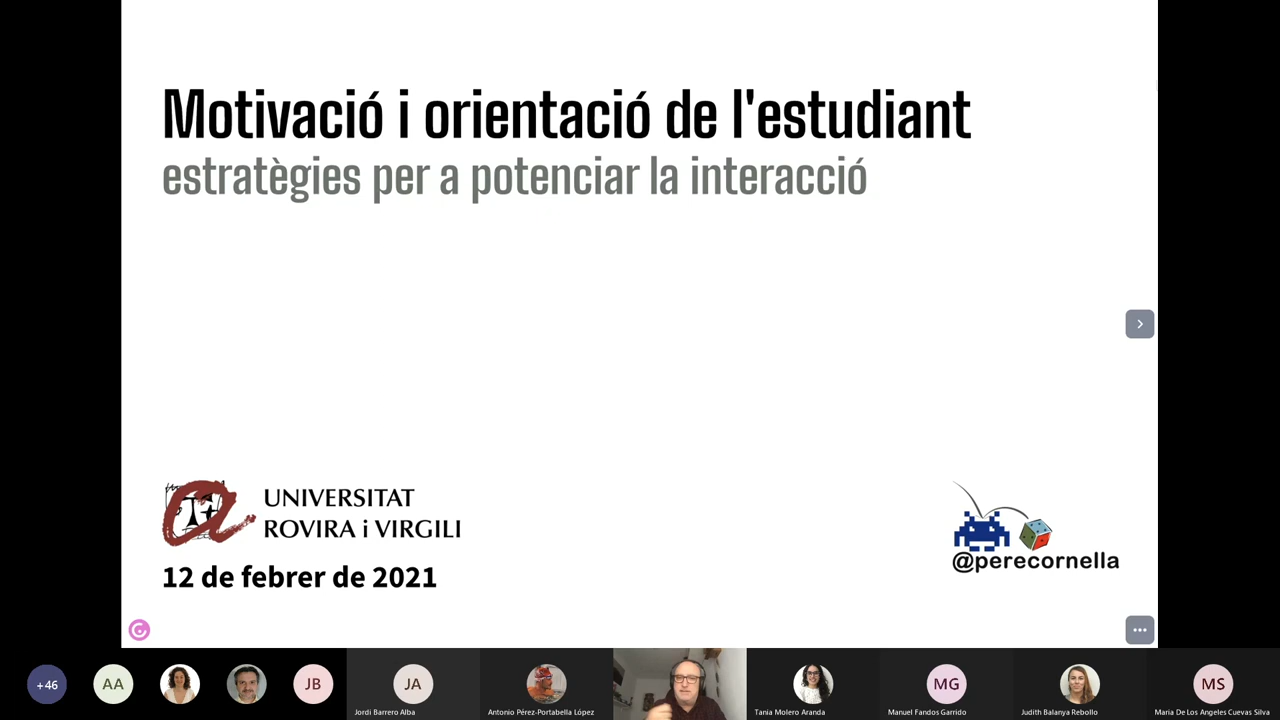 Motivació i orientació de l'estudiant
estratègies per a potenciar la interacció
UNIVERSITAT
ROVIRA i VIRGILI
12 de febrer de 2021
@perecornella
+46
AA
JB
JA
Jordi Barrero Alba
Antonio Pérez-Portabella López
Tania Molero Aranda
MG
Manuel Fandos Garrido
Judith Balanya Rebollo
MS
Maria De Los Angeles Cuevas Silva